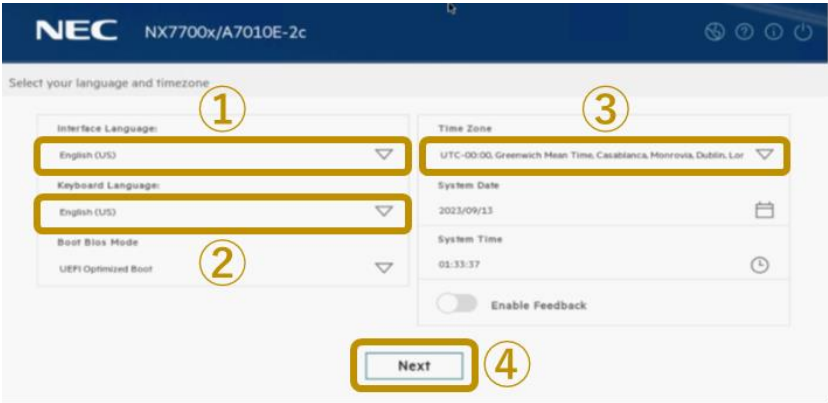 NEC NX7700x/A7010E-2c
Select your language and timezone
①
Interface Language:
English (US)
Keyboard Language:
English (US)
②
Boot Bios Mode
UEFI Optimized Boot
③
Time Zone
UTC-00:00, Greenwich Mean Time, Casablanca, Monrovia, Dublin, Lor
System Date
2023/09/13
System Time
01:33:37
Enable Feedback
Next
④